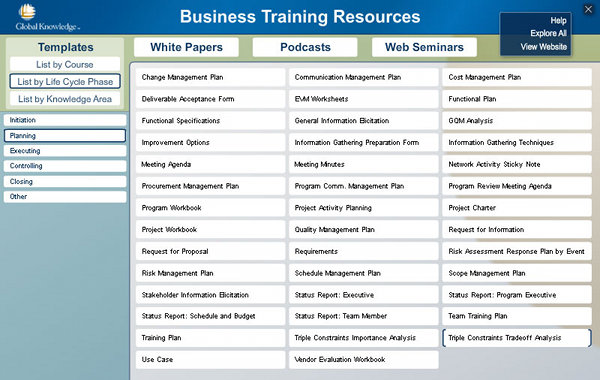 Global Knowledge™
Business Training Resources
Help
Explore All
View Website
Templates
White Papers
Podcasts
Web Seminars
List by Course
List by Life Cycle Phase
List by Knowledge Area
Initiation
Planning
Executing
Controlling
Closing
Other
Change Management Plan
Communication Management Plan
Cost Management Plan
Deliverable Acceptance Form
EVM Worksheets
Functional Plan
Functional Specifications
General Information Elicitation
GQM Analysis
Improvement Options
Information Gathering Preparation Form
Information Gathering Techniques
Meeting Agenda
Meeting Minutes
Network Activity Sticky Note
Procurement Management Plan
Program Comm. Management Plan
Program Review Meeting Agenda
Program Workbook
Project Activity Planning
Project Charter
Project Workbook
Quality Management Plan
Request for Information
Request for Proposal
Requirements
Risk Assessment Response Plan by Event
Risk Management Plan
Schedule Management Plan
Scope Management Plan
Stakeholder Information Elicitation
Status Report: Executive
Status Report: Program Executive
Status Report: Schedule and Budget
Status Report: Team Member
Team Training Plan
Training Plan
Triple Constraints Importance Analysis
Triple Constraints Tradeoff Analysis
Use Case
Vendor Evaluation Workbook